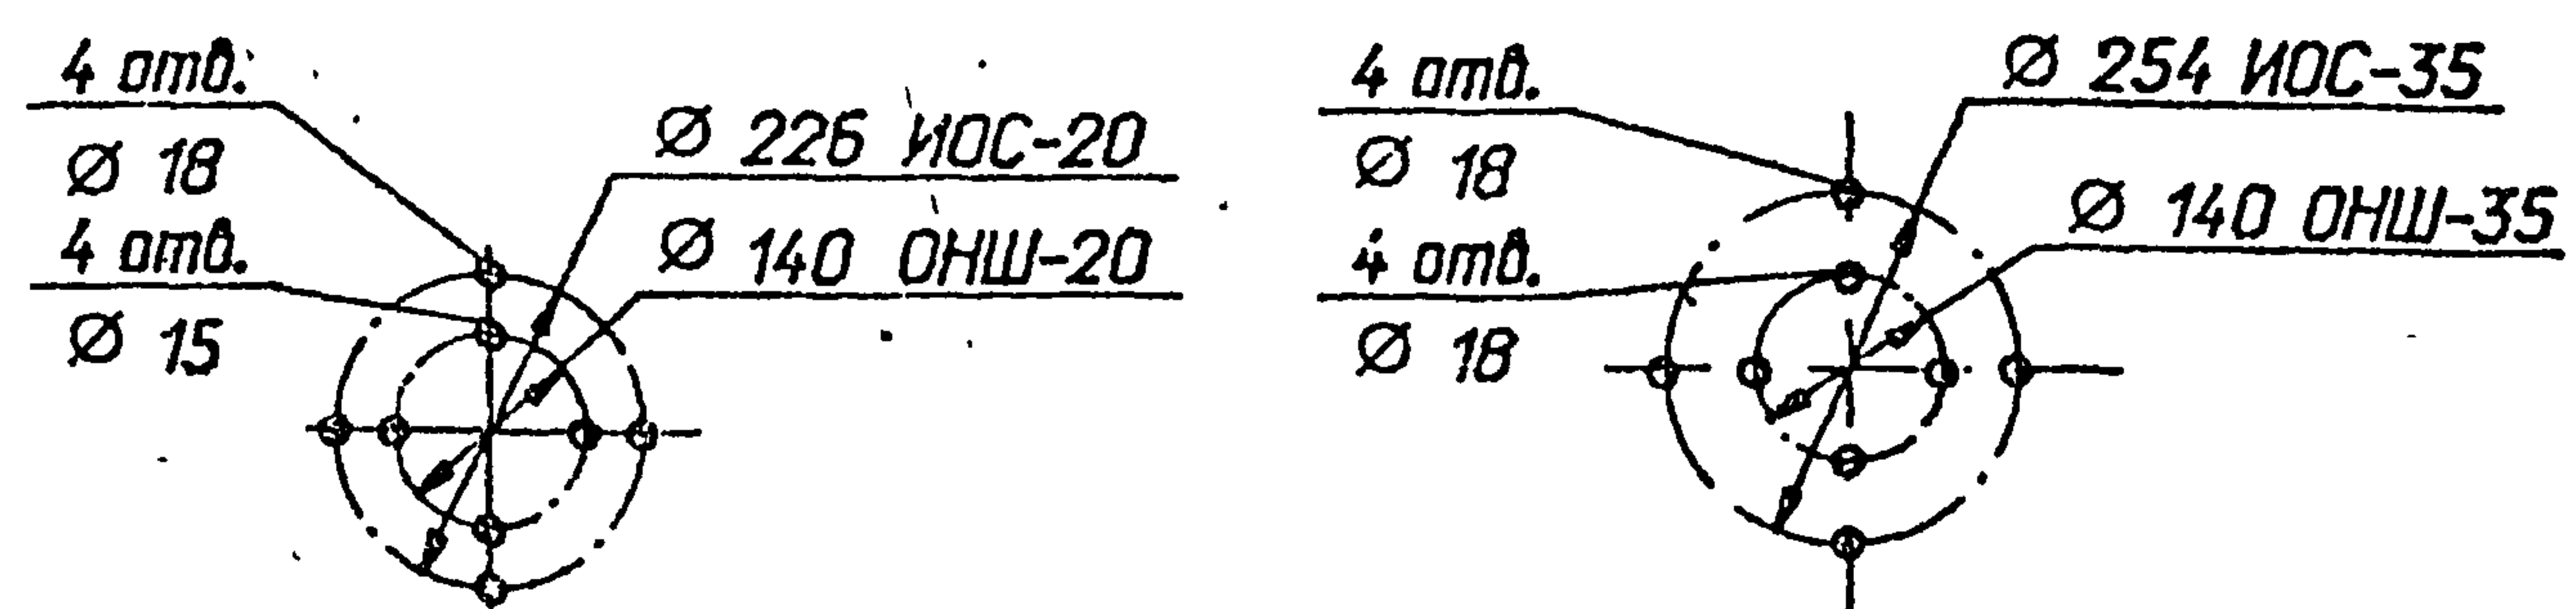 4 отв.
Ø 18
4 отв.
Ø 15
Ø 226 ИОС-20
Ø 140 ОНШ-20
4 отв.
Ø 18
4 отв.
Ø 18
Ø 254 ИОС-35
Ø 140 ОНШ-35